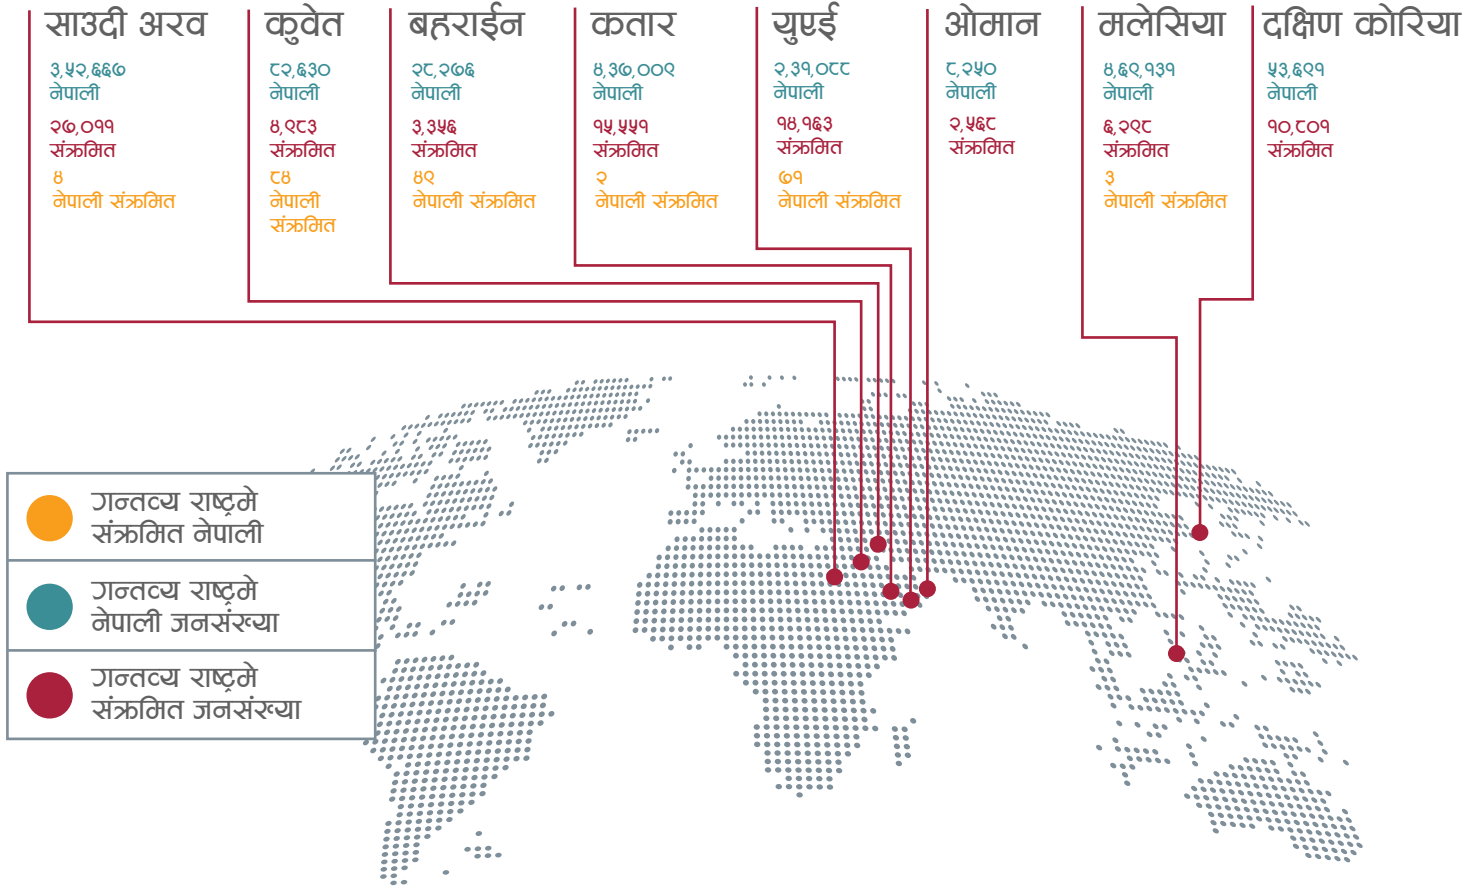 साउदी अरव
३,५२,६६७
नेपाली
२७,०११
संक्रमित
४
नेपाली संक्रमित
कुवेत
८२,६३०
नेपाली
४,९८३
संक्रमित
८४
नेपाली
संक्रमित
बहराईन
२८,२७६
नेपाली
३,३५६
संक्रमित
४९
नेपाली संक्रमित
कतार
४,३७,००९
नेपाली
१५,५५१
संक्रमित
२
नेपाली संक्रमित
युएई
२,३१,०८८
नेपाली
१४,१६३
संक्रमित
७१
नेपाली संक्रमित
ओमान
८,२५०
नेपाली
२,५६८
संक्रमित
मलेसिया
४,६९,१३१
नेपाली
६,२९८
संक्रमित
३
नेपाली संक्रमित
दक्षिण कोरिया
५३,६९१
नेपाली
१०,८०१
संक्रमित
गन्तव्य राष्ट्रमे
संक्रमित नेपाली
गन्तव्य राष्ट्रमे
नेपाली जनसंख्या
गन्तव्य राष्ट्रमे
संक्रमित जनसंख्या